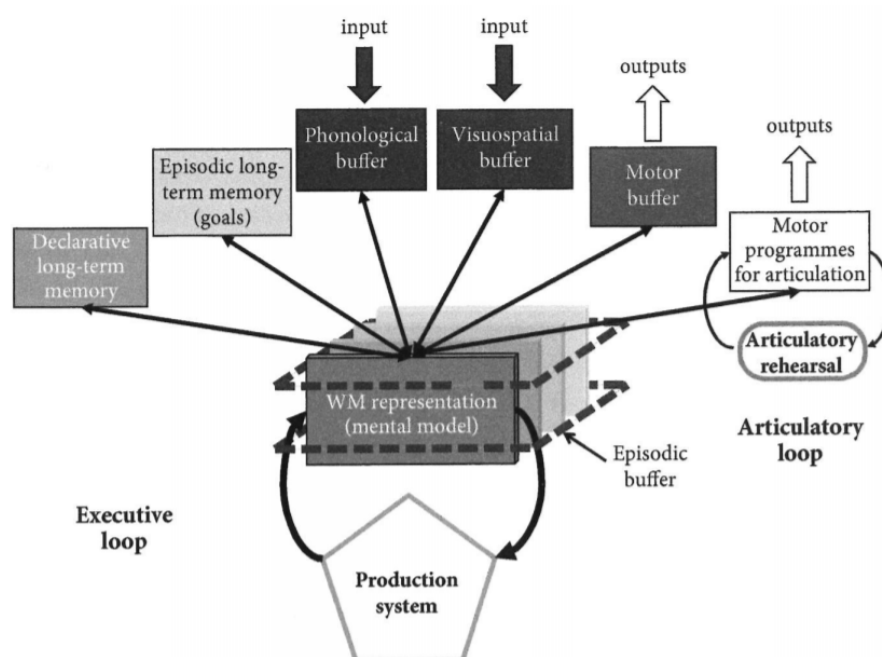 input
input
outputs
outputs
Phonological
buffer
Visuospatial
buffer
Episodic long-
term memory
(goals)
Motor
buffer
Declarative
long-term
memory
Motor
programmes
for articulation
Articulatory
rehearsal
WM representation
(mental model)
Episodic
buffer
Articulatory
loop
Executive
loop
Production
system